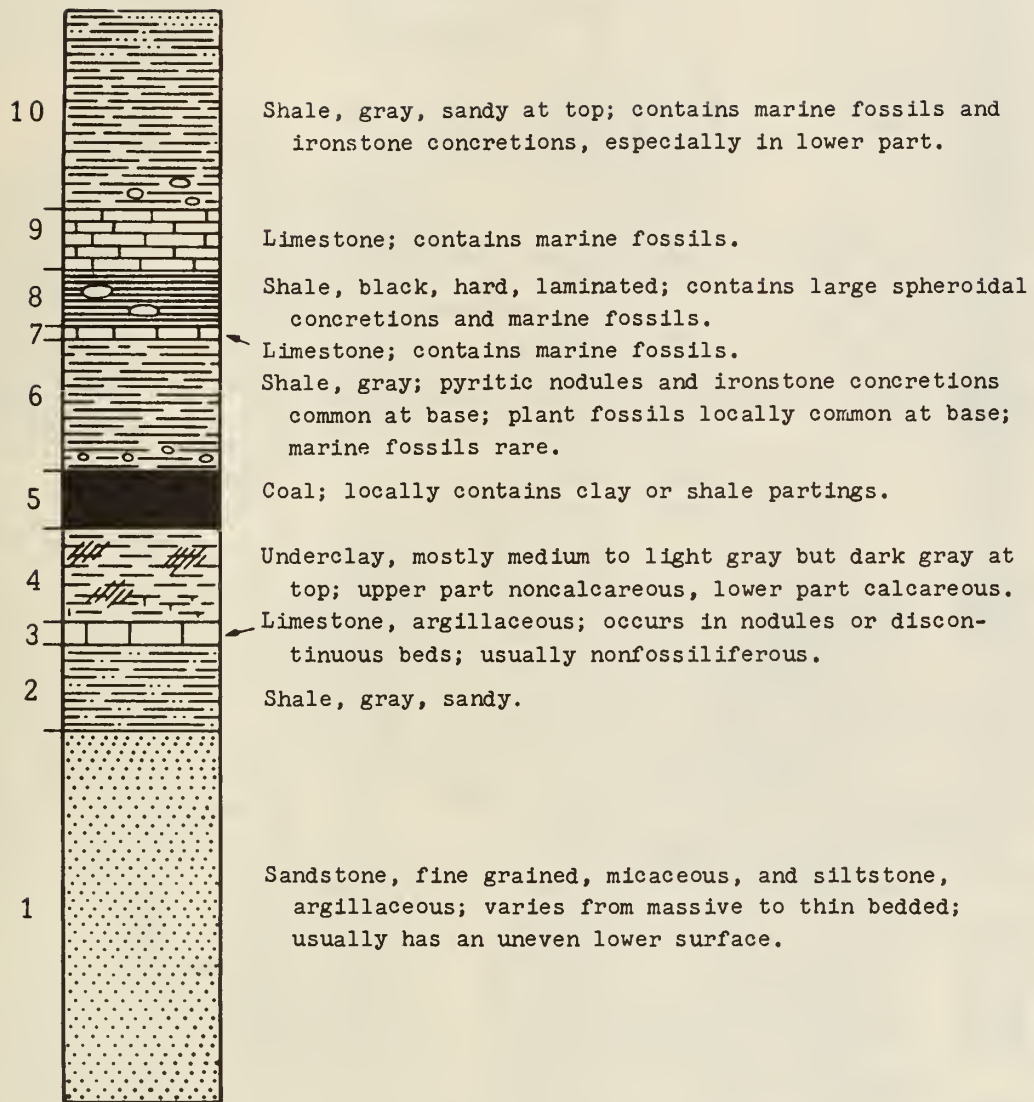 10
Shale, gray, sandy at top; contains marine fossils and
ironstone concretions, especially in lower part.
9
Limestone; contains marine fossils.
8
Shale, black, hard, laminated; contains large spheroidal
concretions and marine fossils.
7
Limestone; contains marine fossils.
6
Shale, gray; pyritic nodules and ironstone concretions
common at base; plant fossils locally common at base;
marine fossils rare.
5
Coal; locally contains clay or shale partings.
4
Underclay, mostly medium to light gray but dark gray at
top; upper part noncalcareous, lower part calcareous.
3
Limestone, argillaceous; occurs in nodules or discon-
tinuous beds; usually nonfossiliferous.
2
Shale, gray, sandy.
1
Sandstone, fine grained, micaceous, and siltstone,
argillaceous; varies from massive to thin bedded;
usually has an uneven lower surface.